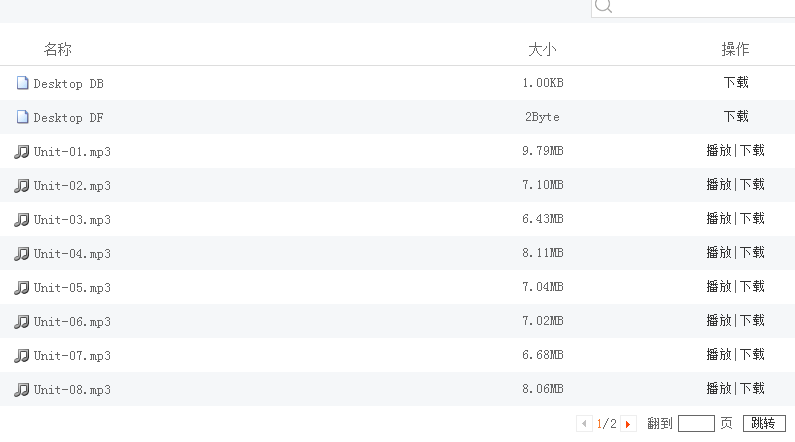 名称 大小 操作
Desktop DB 1.00KB 下载
Desktop DF 2Byte 下载
Unit-01.mp3 9.79MB 播放|下载
Unit-02.mp3 7.10MB 播放|下载
Unit-03.mp3 6.43MB 播放|下载
Unit-04.mp3 8.11MB 播放|下载
Unit-05.mp3 7.04MB 播放|下载
Unit-06.mp3 7.02MB 播放|下载
Unit-07.mp3 6.68MB 播放|下载
Unit-08.mp3 8.06MB 播放|下载
1/2 翻到 页 跳转